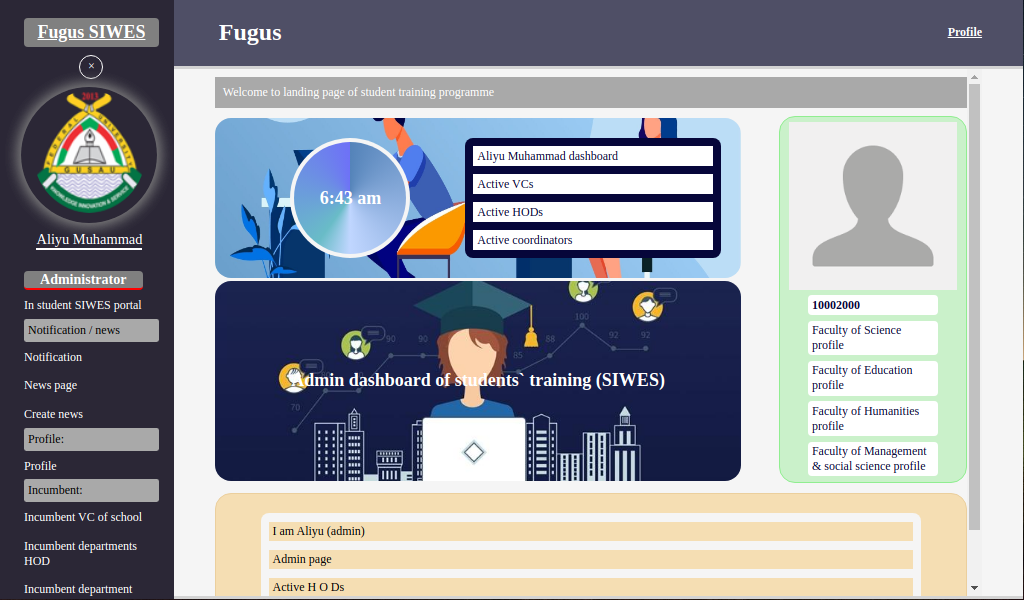 Fugus SIWES
×
2013
FEDERAL UNIVERSITY
GUSAU
KNOWLEDGE INNOVATION & SERVICE
Aliyu Muhammad
Administrator
In student SIWES portal
Notification / news
Notification
News page
Create news
Profile:
Profile
Incumbent:
Incumbent VC of school
Incumbent departments
HOD
Incumbent department
Fugus
Profile
Welcome to landing page of student training programme
6:43 am
Aliyu Muhammad dashboard
Active VCs
Active HODs
Active coordinators
70
90
90
85
88
100
92
92
Admin dashboard of students` training (SIWES)
10002000
Faculty of Science
profile
Faculty of Education
profile
Faculty of Humanities
profile
Faculty of Management
& social science profile
I am Aliyu (admin)
Admin page
Active H O Ds